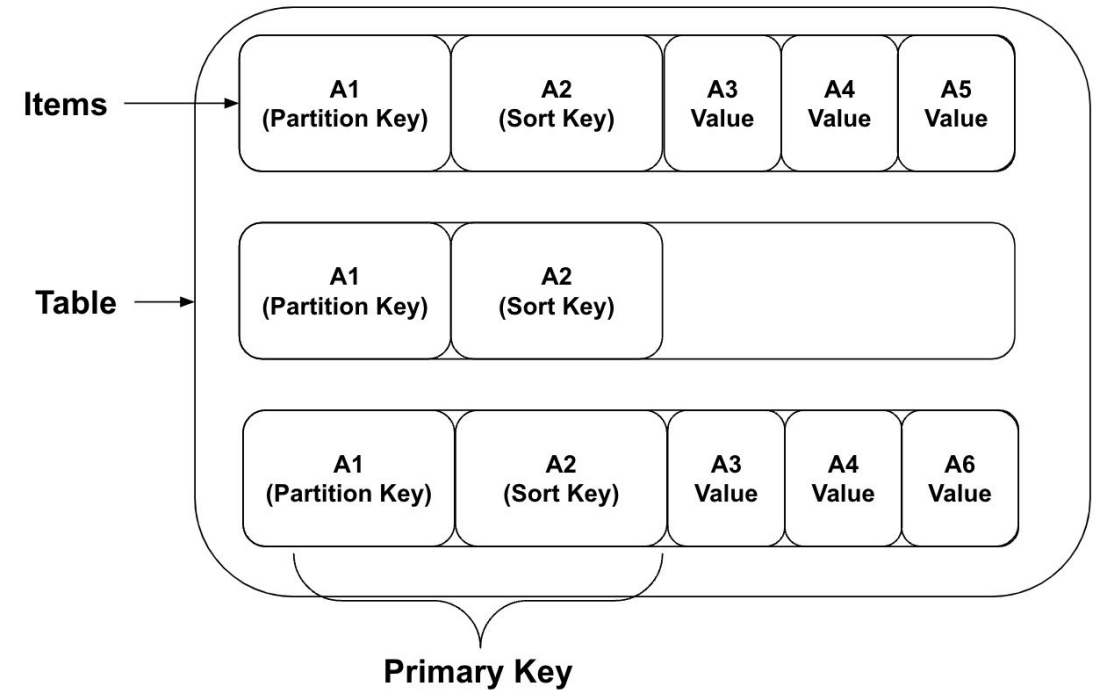 Items
A1
(Partition Key)
A2
(Sort Key)
A3
Value
A4
Value
A5
Value
Table
A1
(Partition Key)
A2
(Sort Key)
A1
(Partition Key)
A2
(Sort Key)
A3
Value
A4
Value
A6
Value
Primary Key